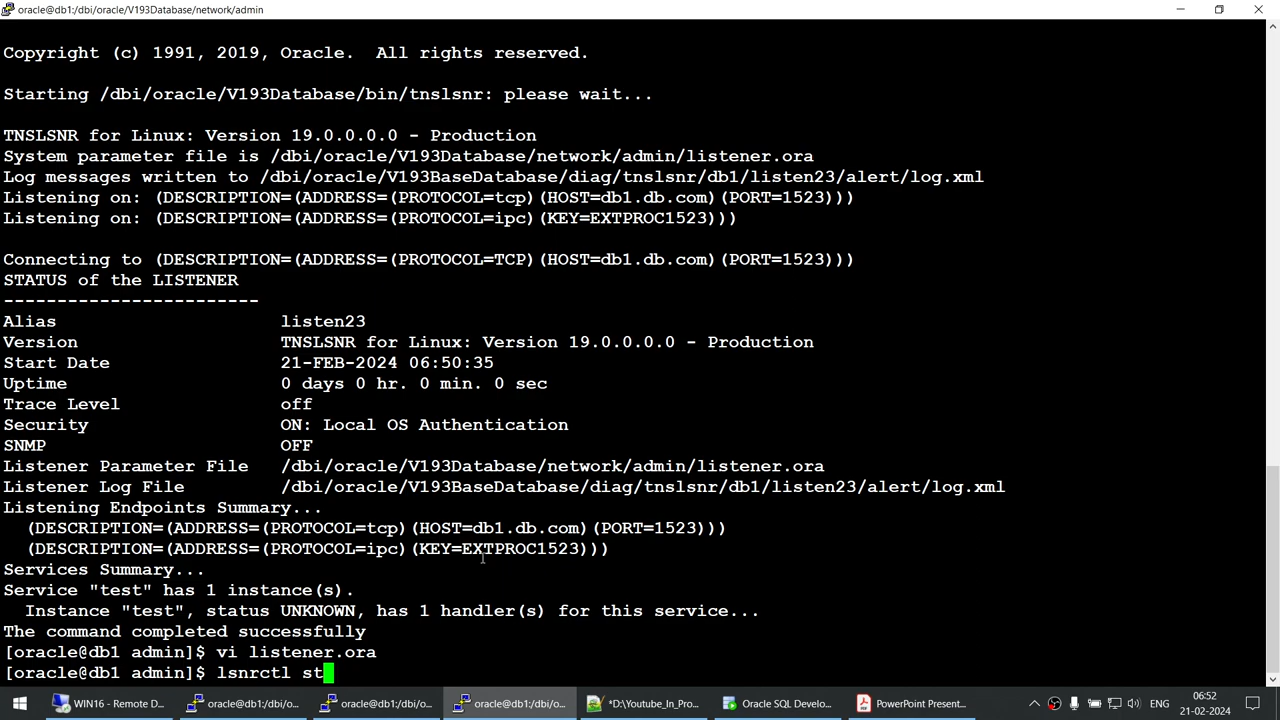 oracle@db1:/dbi/oracle/V193Database/network/admin
Copyright (c) 1991, 2019, Oracle.  All rights reserved.
Starting /dbi/oracle/V193Database/bin/tnslsnr: please wait...
TNSLSNR for Linux: Version 19.0.0.0.0 - Production
System parameter file is /dbi/oracle/V193Database/network/admin/listener.ora
Log messages written to /dbi/oracle/V193BaseDatabase/diag/tnslsnr/db1/listen23/alert/log.xml
Listening on: (DESCRIPTION=(ADDRESS=(PROTOCOL=tcp)(HOST=db1.db.com)(PORT=1523)))
Listening on: (DESCRIPTION=(ADDRESS=(PROTOCOL=ipc)(KEY=EXTPROC1523)))
Connecting to (DESCRIPTION=(ADDRESS=(PROTOCOL=TCP)(HOST=db1.db.com)(PORT=1523)))
STATUS of the LISTENER
------------------------
Alias                     listen23
Version                   TNSLSNR for Linux: Version 19.0.0.0.0 - Production
Start Date                21-FEB-2024 06:50:35
Uptime                    0 days 0 hr. 0 min. 0 sec
Trace Level               off
Security                  ON: Local OS Authentication
SNMP                      OFF
Listener Parameter File   /dbi/oracle/V193Database/network/admin/listener.ora
Listener Log File         /dbi/oracle/V193BaseDatabase/diag/tnslsnr/db1/listen23/alert/log.xml
Listening Endpoints Summary...
  (DESCRIPTION=(ADDRESS=(PROTOCOL=tcp)(HOST=db1.db.com)(PORT=1523)))
  (DESCRIPTION=(ADDRESS=(PROTOCOL=ipc)(KEY=EXTPROC1523)))
Services Summary...
Service "test" has 1 instance(s).
  Instance "test", status UNKNOWN, has 1 handler(s) for this service...
The command completed successfully
[oracle@db1 admin]$ vi listener.ora
[oracle@db1 admin]$ lsnrctl st
WIN16 - Remote D... oracle@db1:/dbi/o... oracle@db1:/dbi/o... oracle@db1:/dbi/o... *D:\Youtube_In_Pro... Oracle SQL Develo... PowerPoint Present... ENG 06:52
21-02-2024